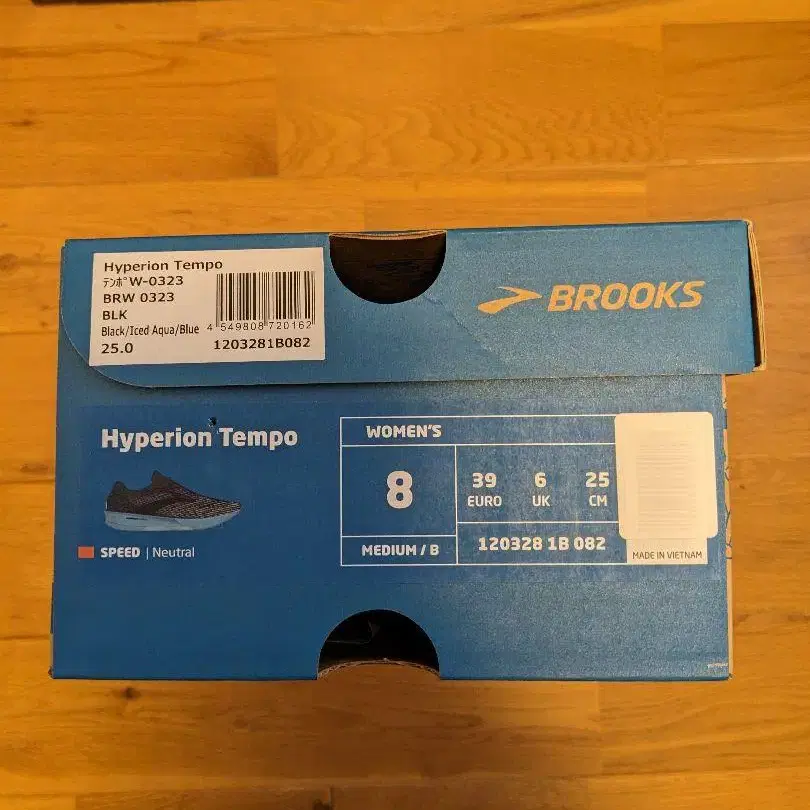 Hyperion Tempo
ﾃﾝﾎﾟW-0323
BRW 0323
BLK
Black/Iced Aqua/Blue
4 549808 720162
25.0
1203281B082
BROOKS
Hyperion Tempo
SPEED | Neutral
WOMEN'S
8
39 6 25
EURO UK CM
MEDIUM / B
120328 1B 082
MADE IN VIETNAM